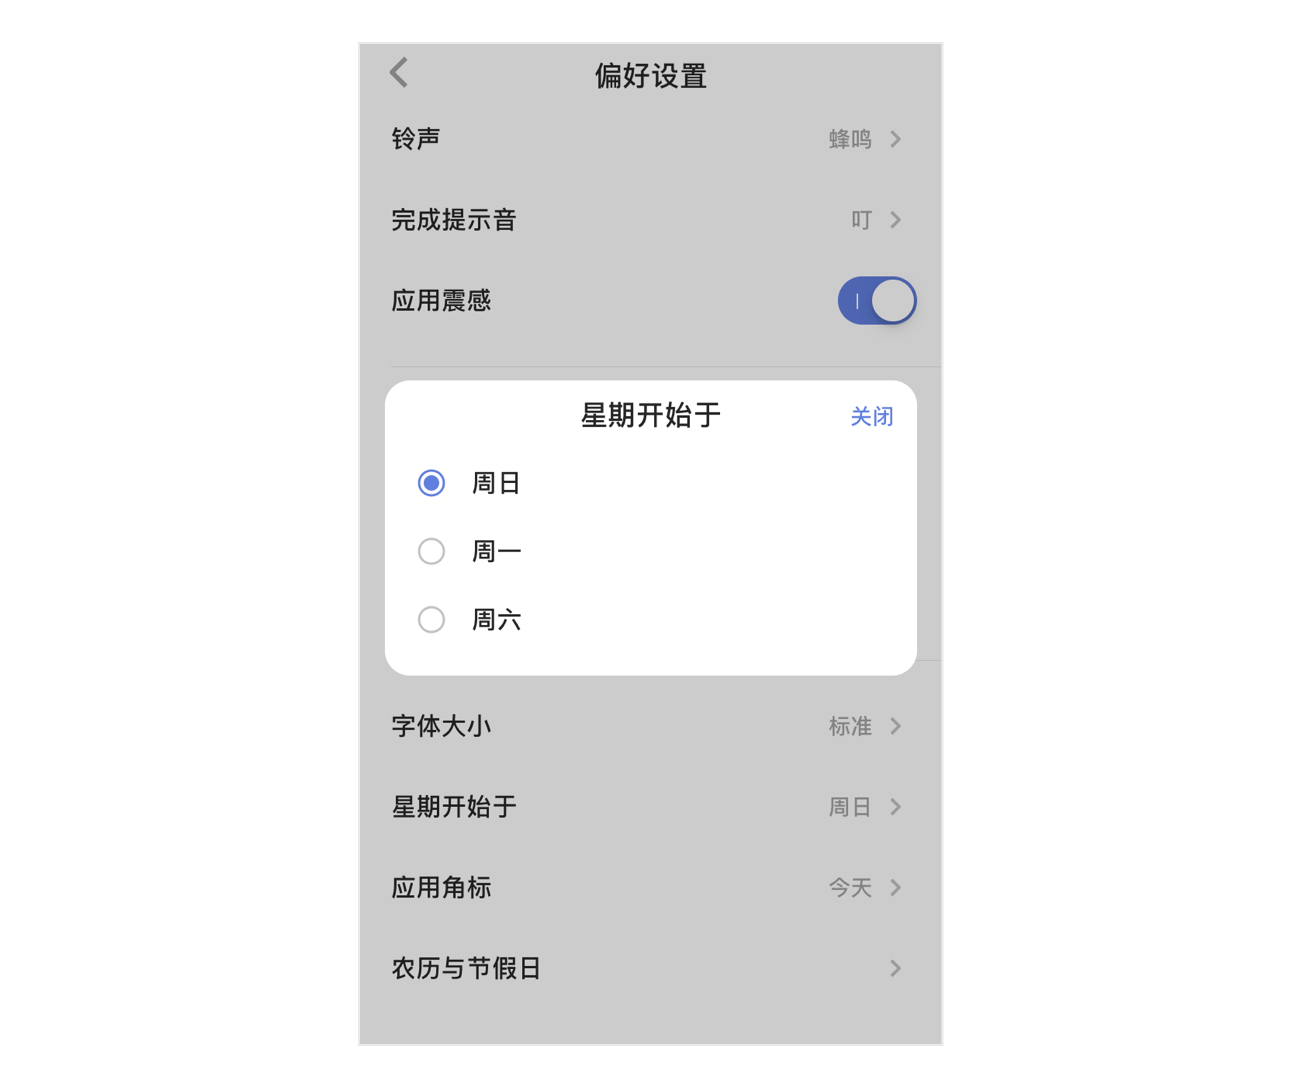 偏好设置
铃声 蜂鸣
完成提示音 叮
应用震感
星期开始于 关闭
周日
周一
周六
字体大小 标准
星期开始于 周日
应用角标 今天
农历与节假日